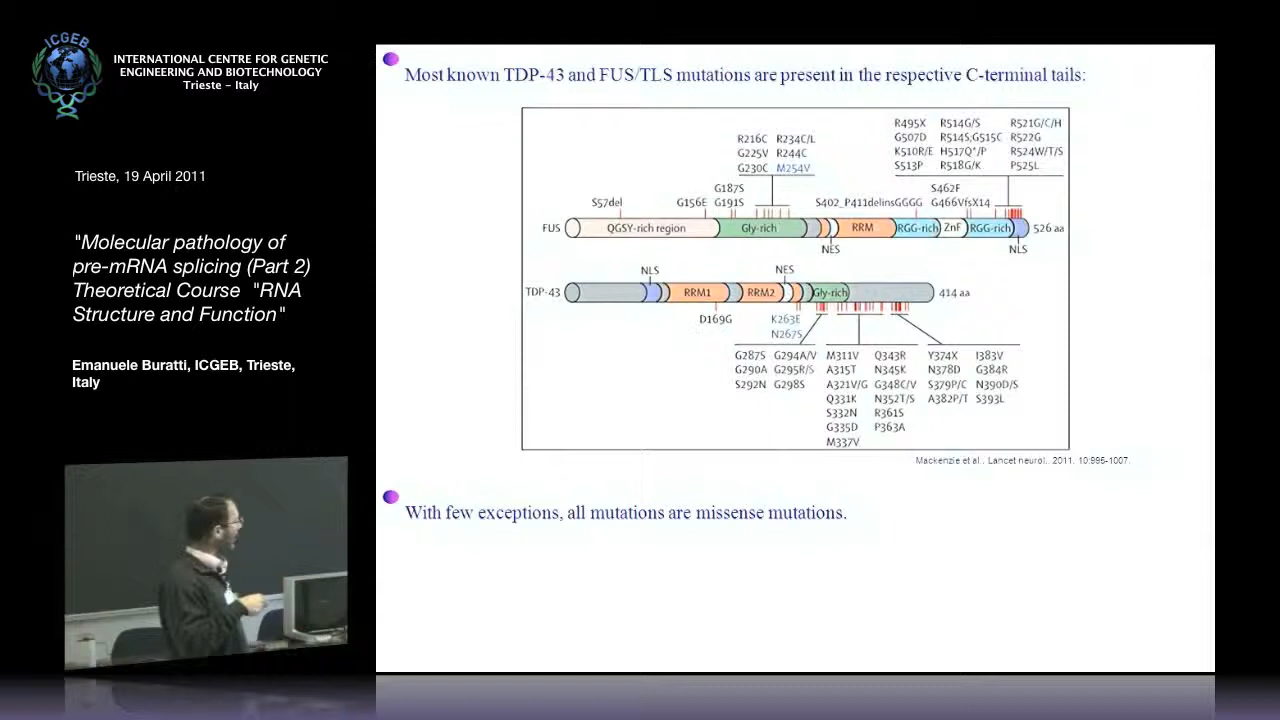 ICGEB
INTERNATIONAL CENTRE FOR GENETIC
ENGINEERING AND BIOTECHNOLOGY
Trieste - Italy
Trieste, 19 April 2011
"Molecular pathology of
pre-mRNA splicing (Part 2)
Theoretical Course "RNA
Structure and Function"
Emanuele Buratti, ICGEB, Trieste,
Italy
Most known TDP-43 and FUS/TLS mutations are present in the respective C-terminal tails:
R495X R514G/S R521G/C/H
R216C R234C/L G507D R514S;G515C R522G
G225V R244C K510R/E H517Q*/P R524W/T/S
G230C M254V S513P R518G/K P525L
G187S S462F
S57del G156E G191S S402_P411delinsGGGG G466VfsX14
FUS QGSY-rich region Gly-rich RRM RGG-rich ZnF RGG-rich 526 aa
NES NLS
NLS NES
TDP-43 RRM1 RRM2 Gly-rich 414 aa
D169G K263E
N267S
G287S G294A/V M311V Q343R Y374X I383V
G290A G295R/S A315T N345K N378D G384R
S292N G298S A321V/G G348C/V S379P/C N390D/S
Q331K N352T/S A382P/T S393L
S332N R361S
G335D P363A
M337V
Mackenzie et al., Lancet neurol., 2011. 10:995-1007.
With few exceptions, all mutations are missense mutations.